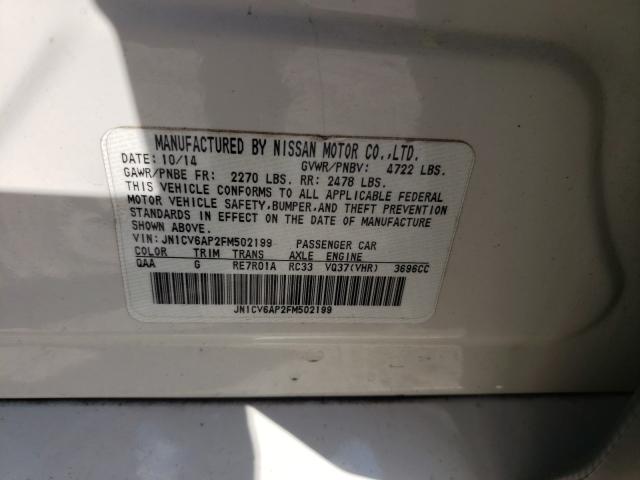 MANUFACTURED BY NISSAN MOTOR CO.,LTD.
DATE: 10/14 GVWR/PNBV: 4722 LBS.
GAWR/PNBE FR: 2270 LBS. RR: 2478 LBS.
THIS VEHICLE CONFORMS TO ALL APPLICABLE FEDERAL
MOTOR VEHICLE SAFETY,BUMPER,AND THEFT PREVENTION
STANDARDS IN EFFECT ON THE DATE OF MANUFACTURE
SHOWN ABOVE.
VIN: JN1CV6AP2FM502199 PASSENGER CAR
COLOR TRIM TRANS AXLE ENGINE
QAA G RE7R01A RC33 VQ37(VHR) 3696CC
JN1CV6AP2FM502199